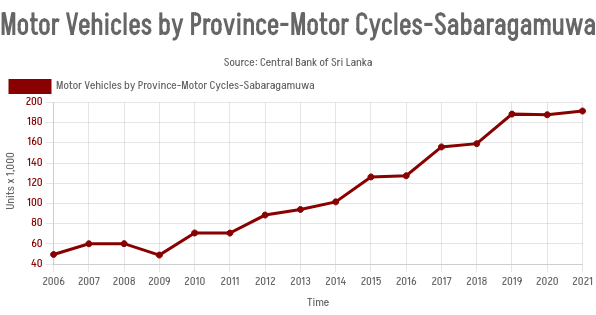 Motor Vehicles by Province-Motor Cycles-Sabaragamuwa
Source: Central Bank of Sri Lanka
Motor Vehicles by Province-Motor Cycles-Sabaragamuwa
200
180
160
140
120
100
80
60
40
Units x 1,000
2006 2007 2008 2009 2010 2011 2012 2013 2014 2015 2016 2017 2018 2019 2020 2021
Time